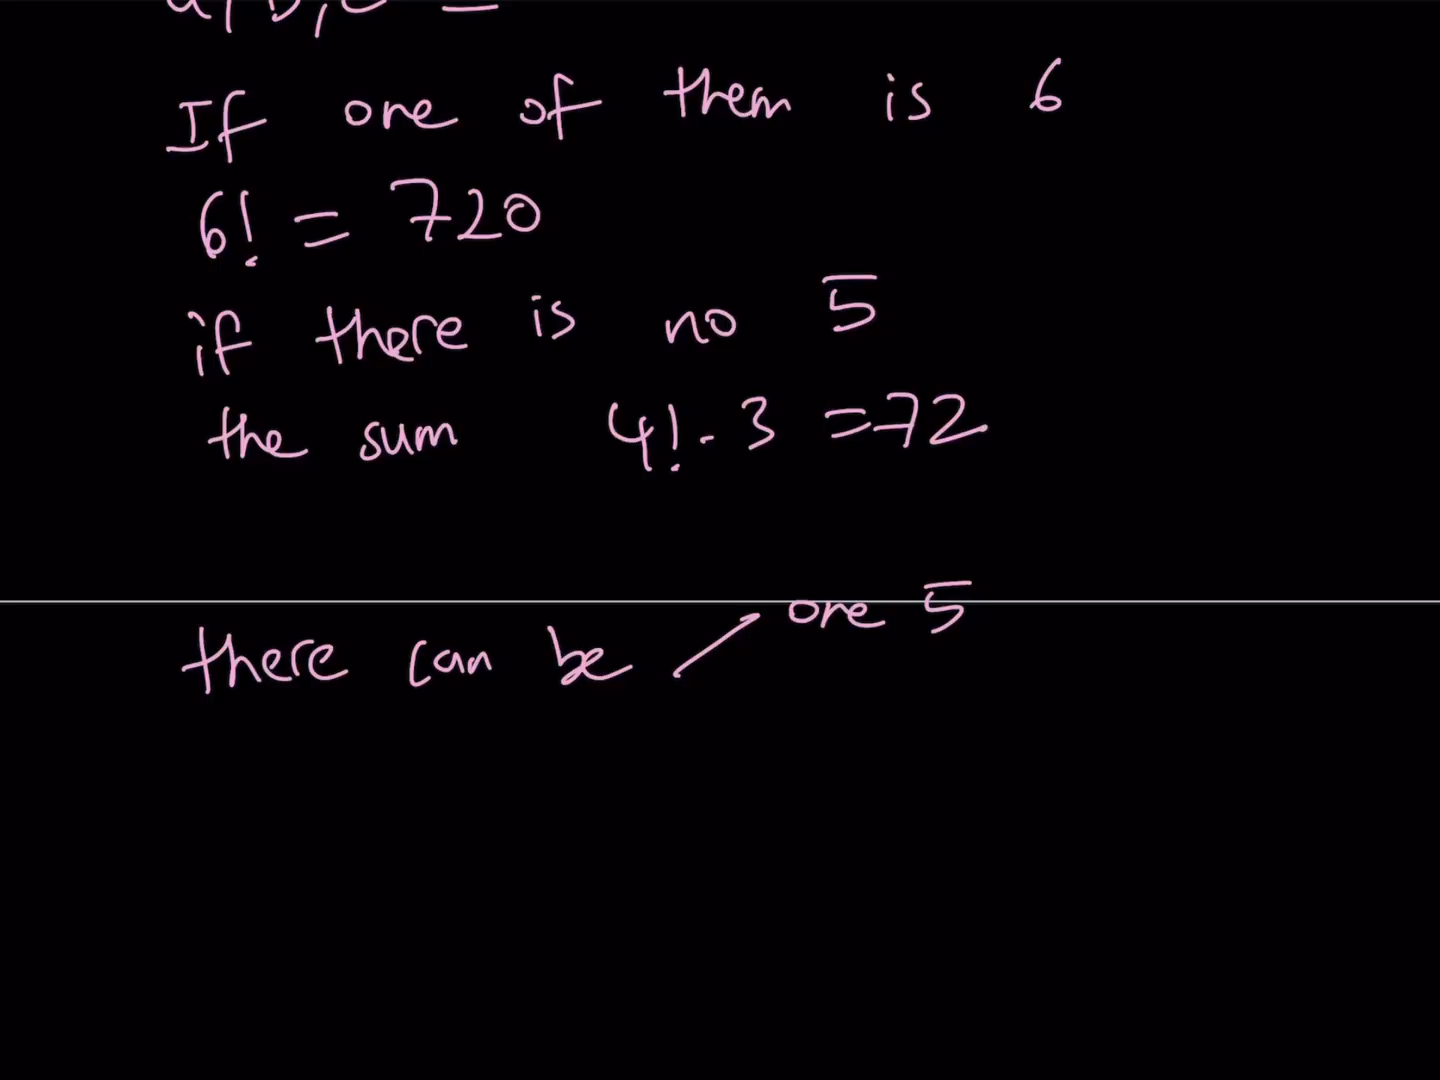 a, b, c
If one of them is 6
6! = 720
if there is no 5
the sum 4! · 3 = 72
there can be one 5